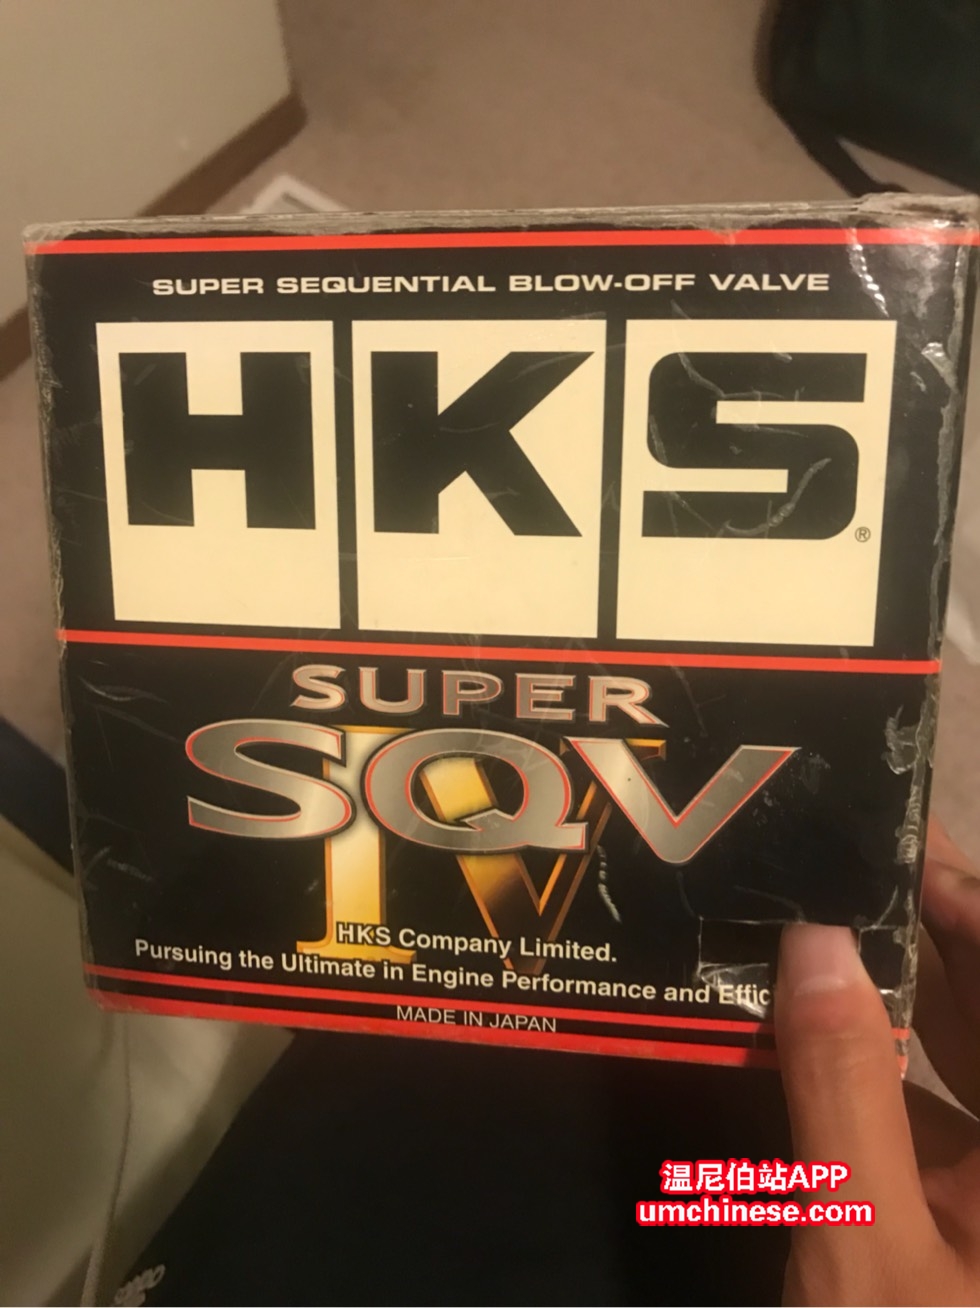 SUPER SEQUENTIAL BLOW-OFF VALVE
HKS®
SUPER
SQV
IV
HKS Company Limited.
Pursuing the Ultimate in Engine Performance and Effic
MADE IN JAPAN
温尼伯站APP
umchinese.com